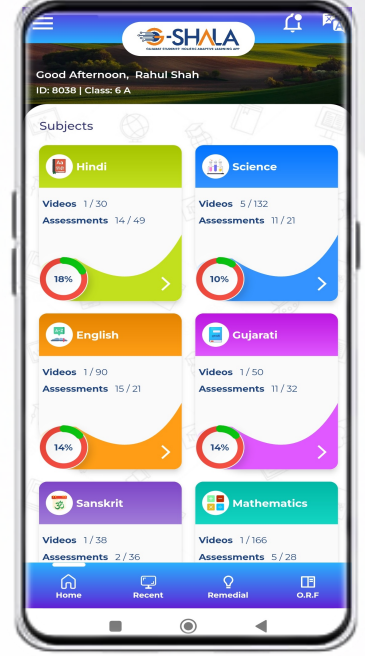 G-SHALA
GUJARAT STUDENTS' HOLISTIC ADAPTIVE LEARNING APP
Good Afternoon, Rahul Shah
ID: 8038 | Class: 6 A
Subjects
Hindi
Videos 1 / 30
Assessments 14 / 49
18%
Science
Videos 5 / 132
Assessments 11 / 21
10%
English
Videos 1 / 90
Assessments 15 / 21
14%
Gujarati
Videos 1 / 50
Assessments 11 / 32
14%
ॐ
Sanskrit
Videos 1 / 38
Assessments 2 / 36
Mathematics
Videos 1 / 166
Assessments 5 / 28
Home
Recent
Remedial
O.R.F